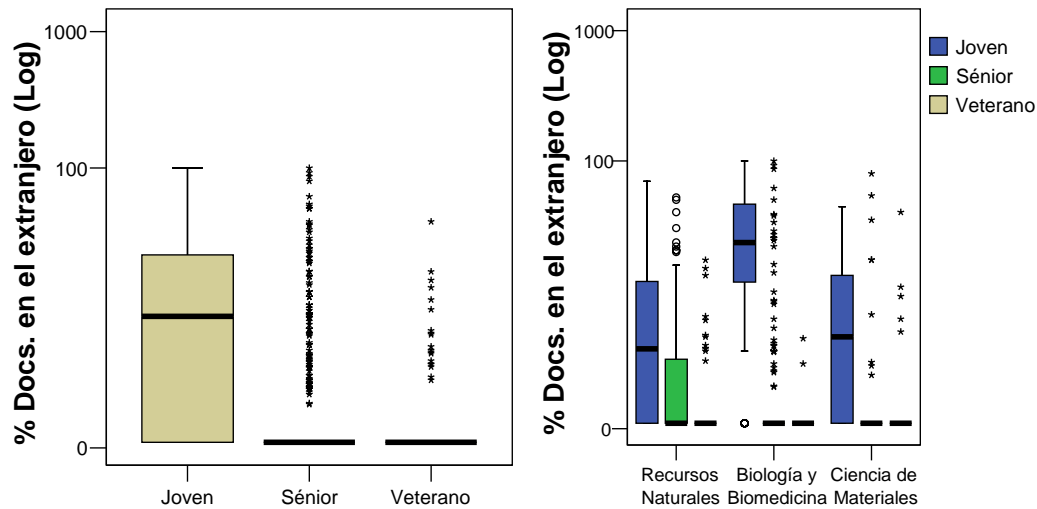 % Docs. en el extranjero (Log)
1000
100
0
Joven
Sénior
Veterano
% Docs. en el extranjero (Log)
1000
100
0
Recursos
Naturales
Biología y
Biomedicina
Ciencia de
Materiales
Joven
Sénior
Veterano